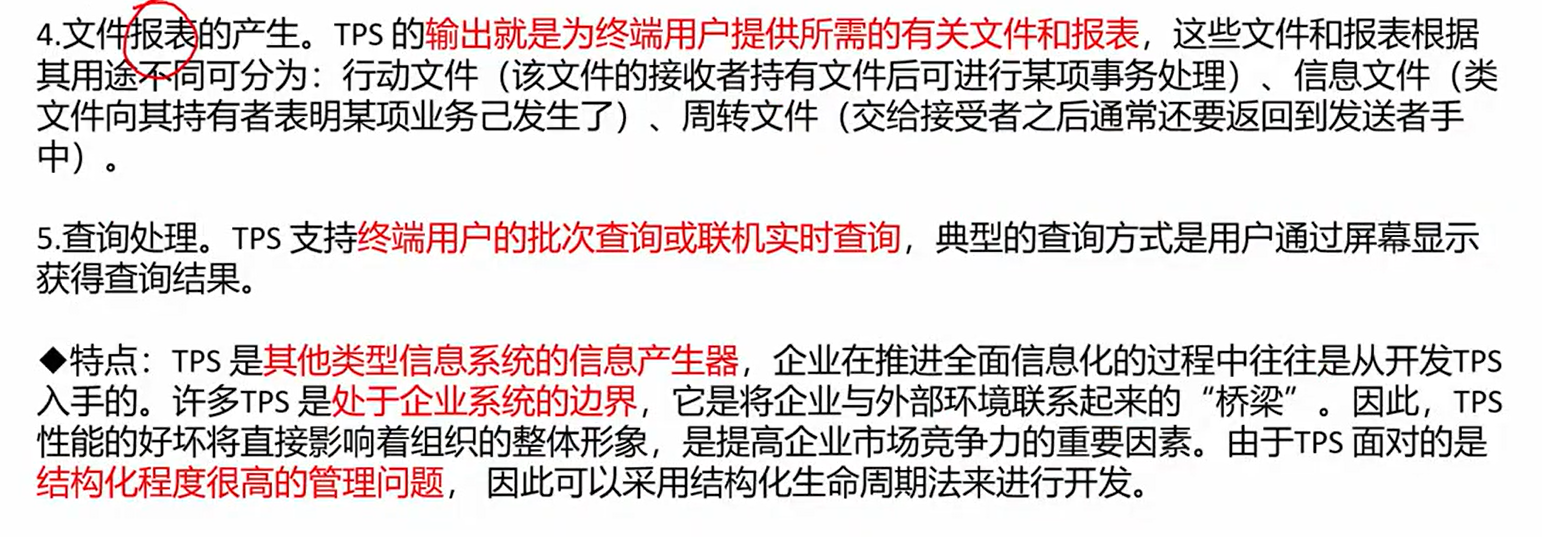 4.文件报表的产生。TPS 的输出就是为终端用户提供所需的有关文件和报表，这些文件和报表根据
其用途不同可分为：行动文件（该文件的接收者持有文件后可进行某项事务处理）、信息文件（类
文件向其持有者表明某项业务己发生了）、周转文件（交给接受者之后通常还要返回到发送者手
中）。
5.查询处理。TPS 支持终端用户的批次查询或联机实时查询，典型的查询方式是用户通过屏幕显示
获得查询结果。
◆特点：TPS 是其他类型信息系统的信息产生器，企业在推进全面信息化的过程中往往是从开发TPS
入手的。许多TPS 是处于企业系统的边界，它是将企业与外部环境联系起来的“桥梁”。因此，TPS
性能的好坏将直接影响着组织的整体形象，是提高企业市场竞争力的重要因素。由于TPS 面对的是
结构化程度很高的管理问题， 因此可以采用结构化生命周期法来进行开发。